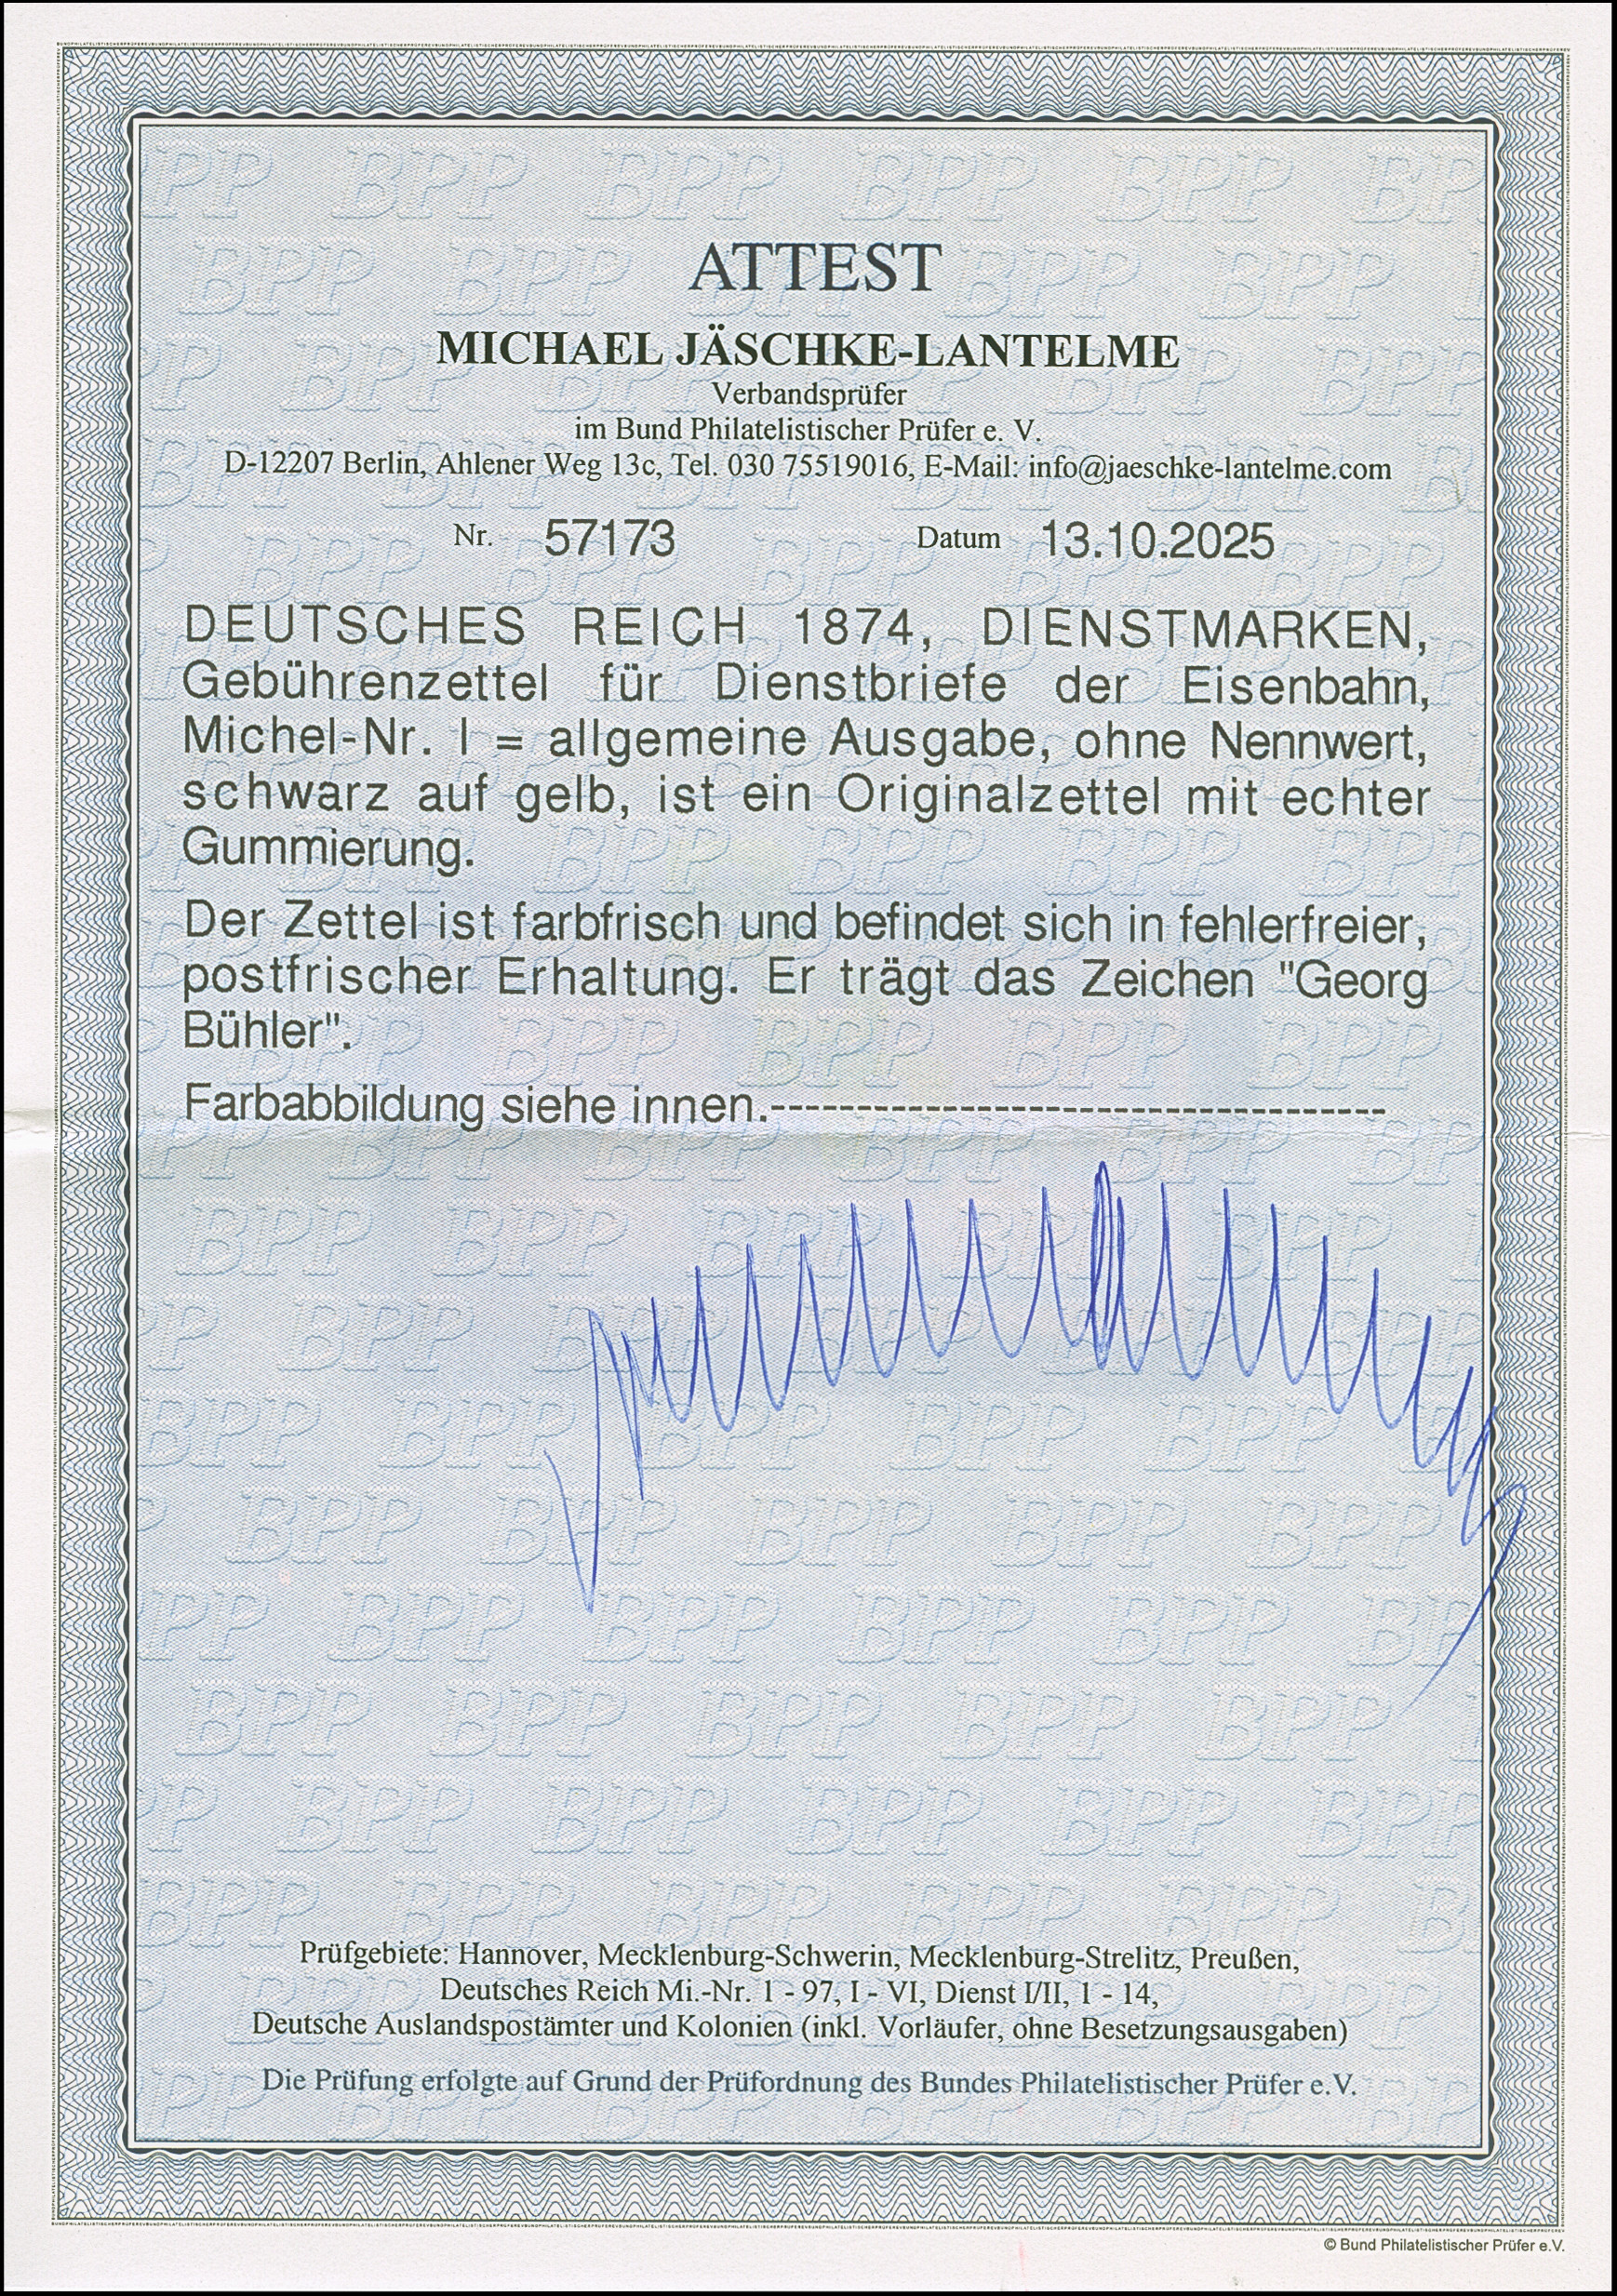 ATTEST
MICHAEL JÄSCHKE-LANTELME
Verbandsprüfer
im Bund Philatelistischer Prüfer e. V.
D-12207 Berlin, Ahlener Weg 13c, Tel. 030 75519016, E-Mail: info@jaeschke-lantelme.com
Nr. 57173 Datum 13.10.2025
DEUTSCHES REICH 1874, DIENSTMARKEN,
Gebührenzettel für Dienstbriefe der Eisenbahn,
Michel-Nr. I = allgemeine Ausgabe, ohne Nennwert,
schwarz auf gelb, ist ein Originalzettel mit echter
Gummierung.
Der Zettel ist farbfrisch und befindet sich in fehlerfreier,
postfrischer Erhaltung. Er trägt das Zeichen "Georg
Bühler".
Farbabbildung siehe innen.------------------------------------
Prüfgebiete: Hannover, Mecklenburg-Schwerin, Mecklenburg-Strelitz, Preußen,
Deutsches Reich Mi.-Nr. 1 - 97, I - VI, Dienst I/II, 1 - 14,
Deutsche Auslandspostämter und Kolonien (inkl. Vorläufer, ohne Besetzungsausgaben)
Die Prüfung erfolgte auf Grund der Prüfordnung des Bundes Philatelistischer Prüfer e.V.
© Bund Philatelistischer Prüfer e.V.